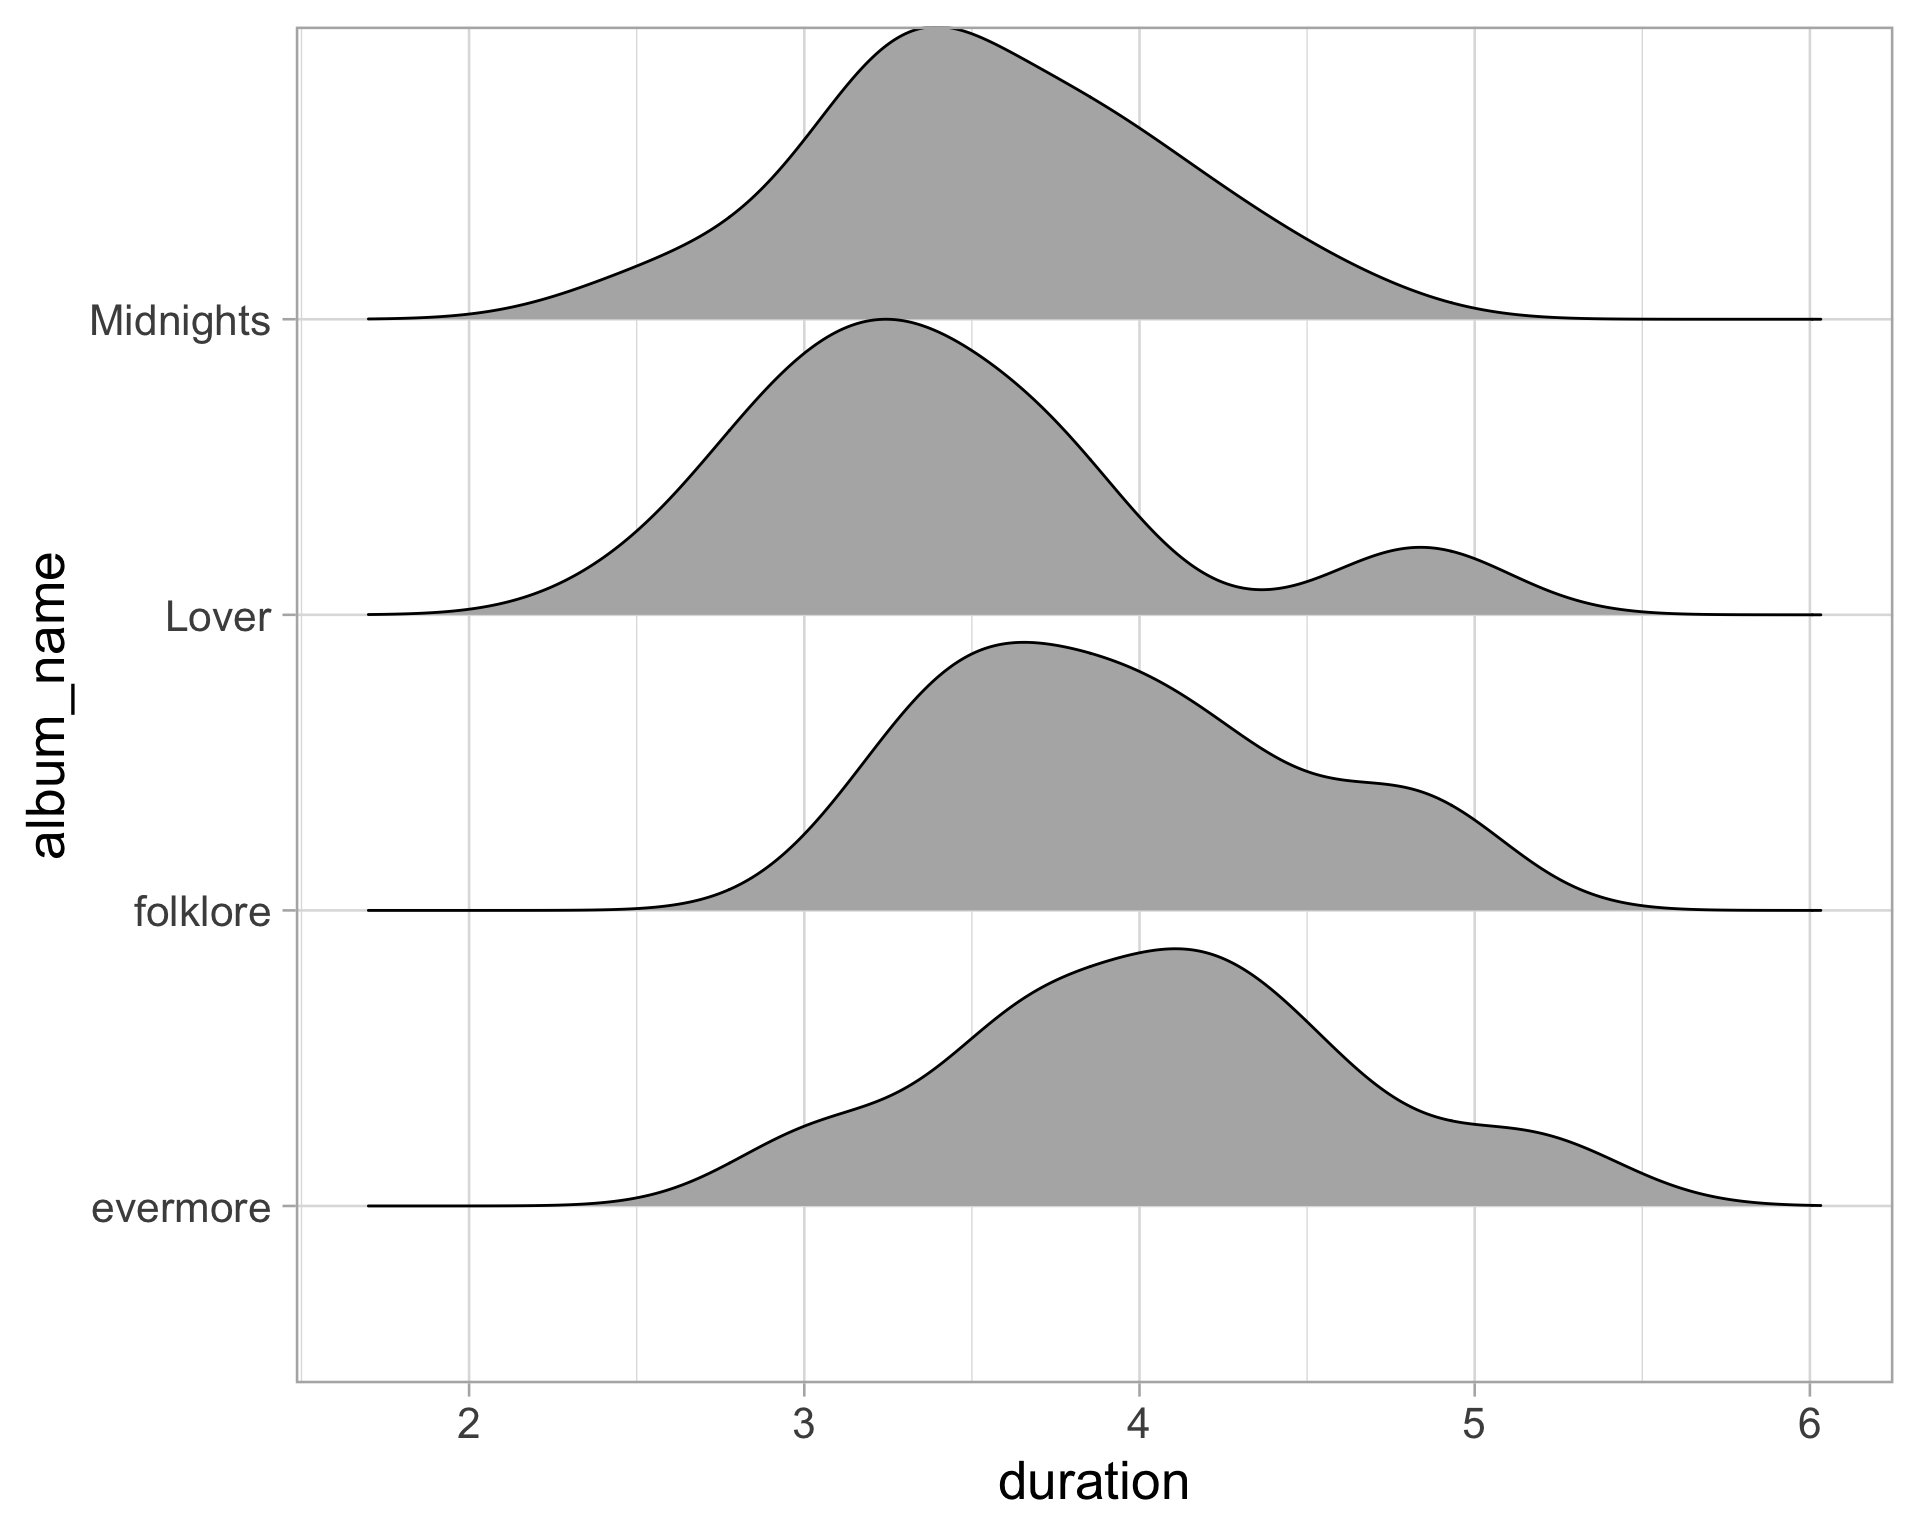 album_name
Midnights
Lover
folklore
evermore
2 3 4 5 6
duration